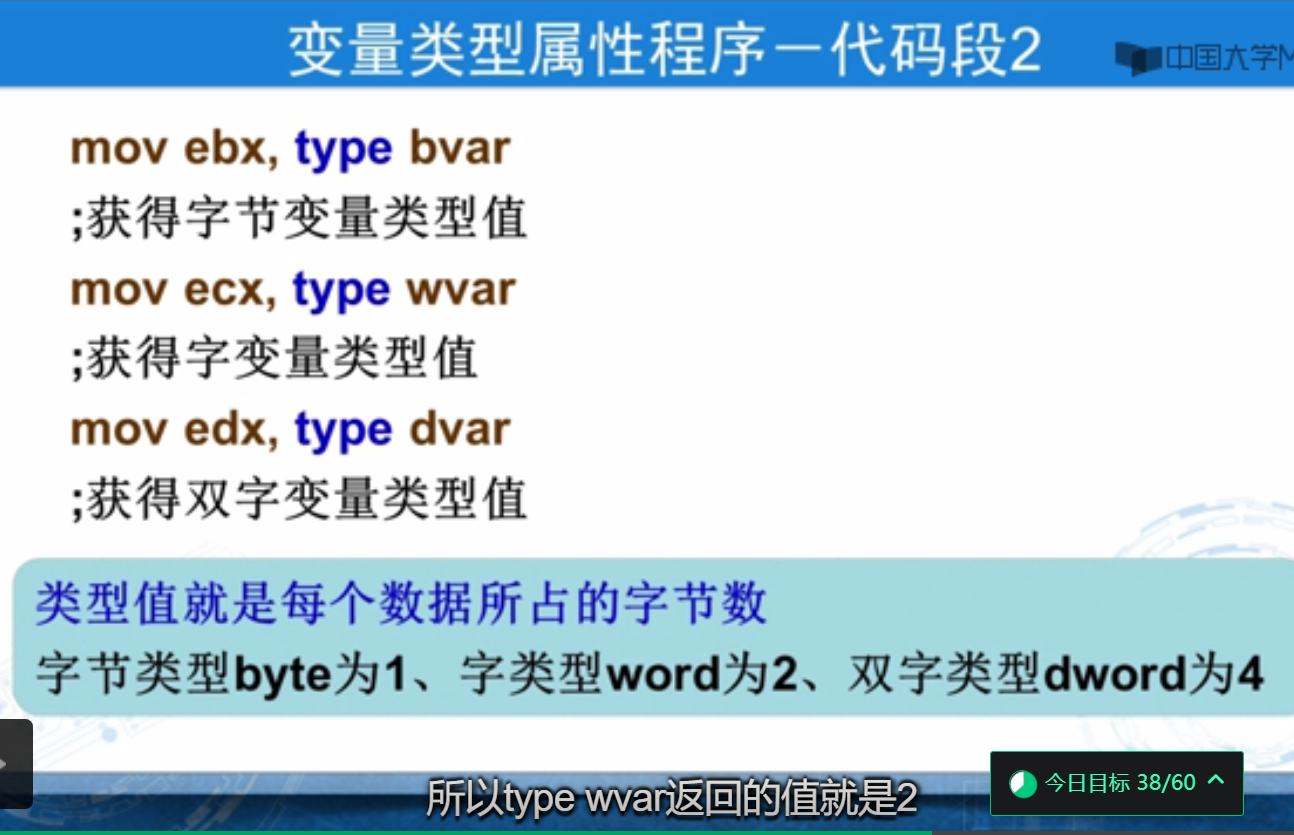 变量类型属性程序－代码段2
中国大学M
mov ebx, type bvar
;获得字节变量类型值
mov ecx, type wvar
;获得字变量类型值
mov edx, type dvar
;获得双字变量类型值
类型值就是每个数据所占的字节数
字节类型byte为1、字类型word为2、双字类型dword为4
今日目标 38/60
所以type wvar返回的值就是2